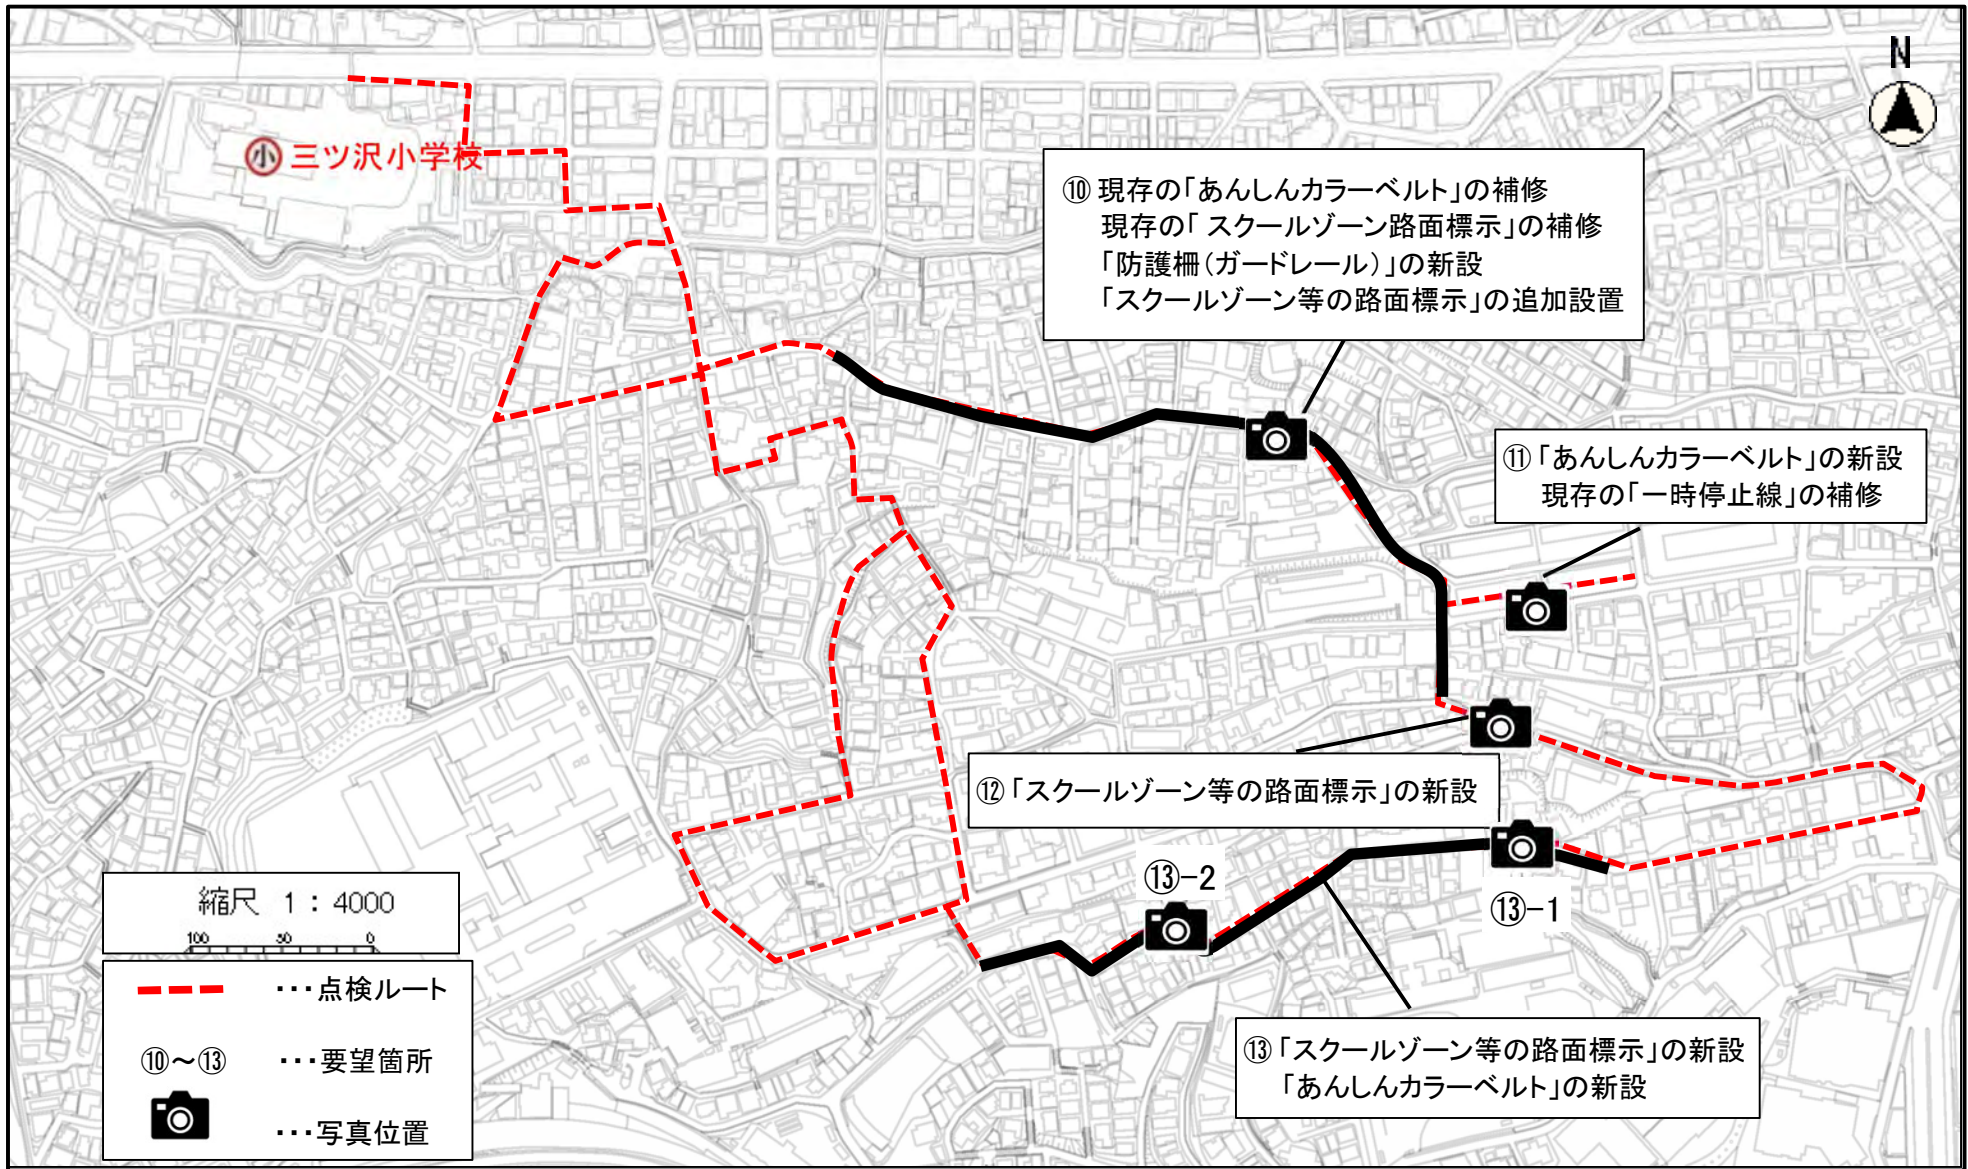 N
小 三ツ沢小学校
⑩ 現存の「あんしんカラーベルト」の補修
現存の「 スクールゾーン路面標示」の補修
「防護柵(ガードレール)」の新設
「スクールゾーン等の路面標示」の追加設置
⑪「あんしんカラーベルト」の新設
現存の「一時停止線」の補修
⑫「スクールゾーン等の路面標示」の新設
⑬-2
⑬-1
⑬「スクールゾーン等の路面標示」の新設
「あんしんカラーベルト」の新設
縮尺 1 : 4000
100 50 0
・・・点検ルート
⑩~⑬ ・・・要望箇所
・・・写真位置